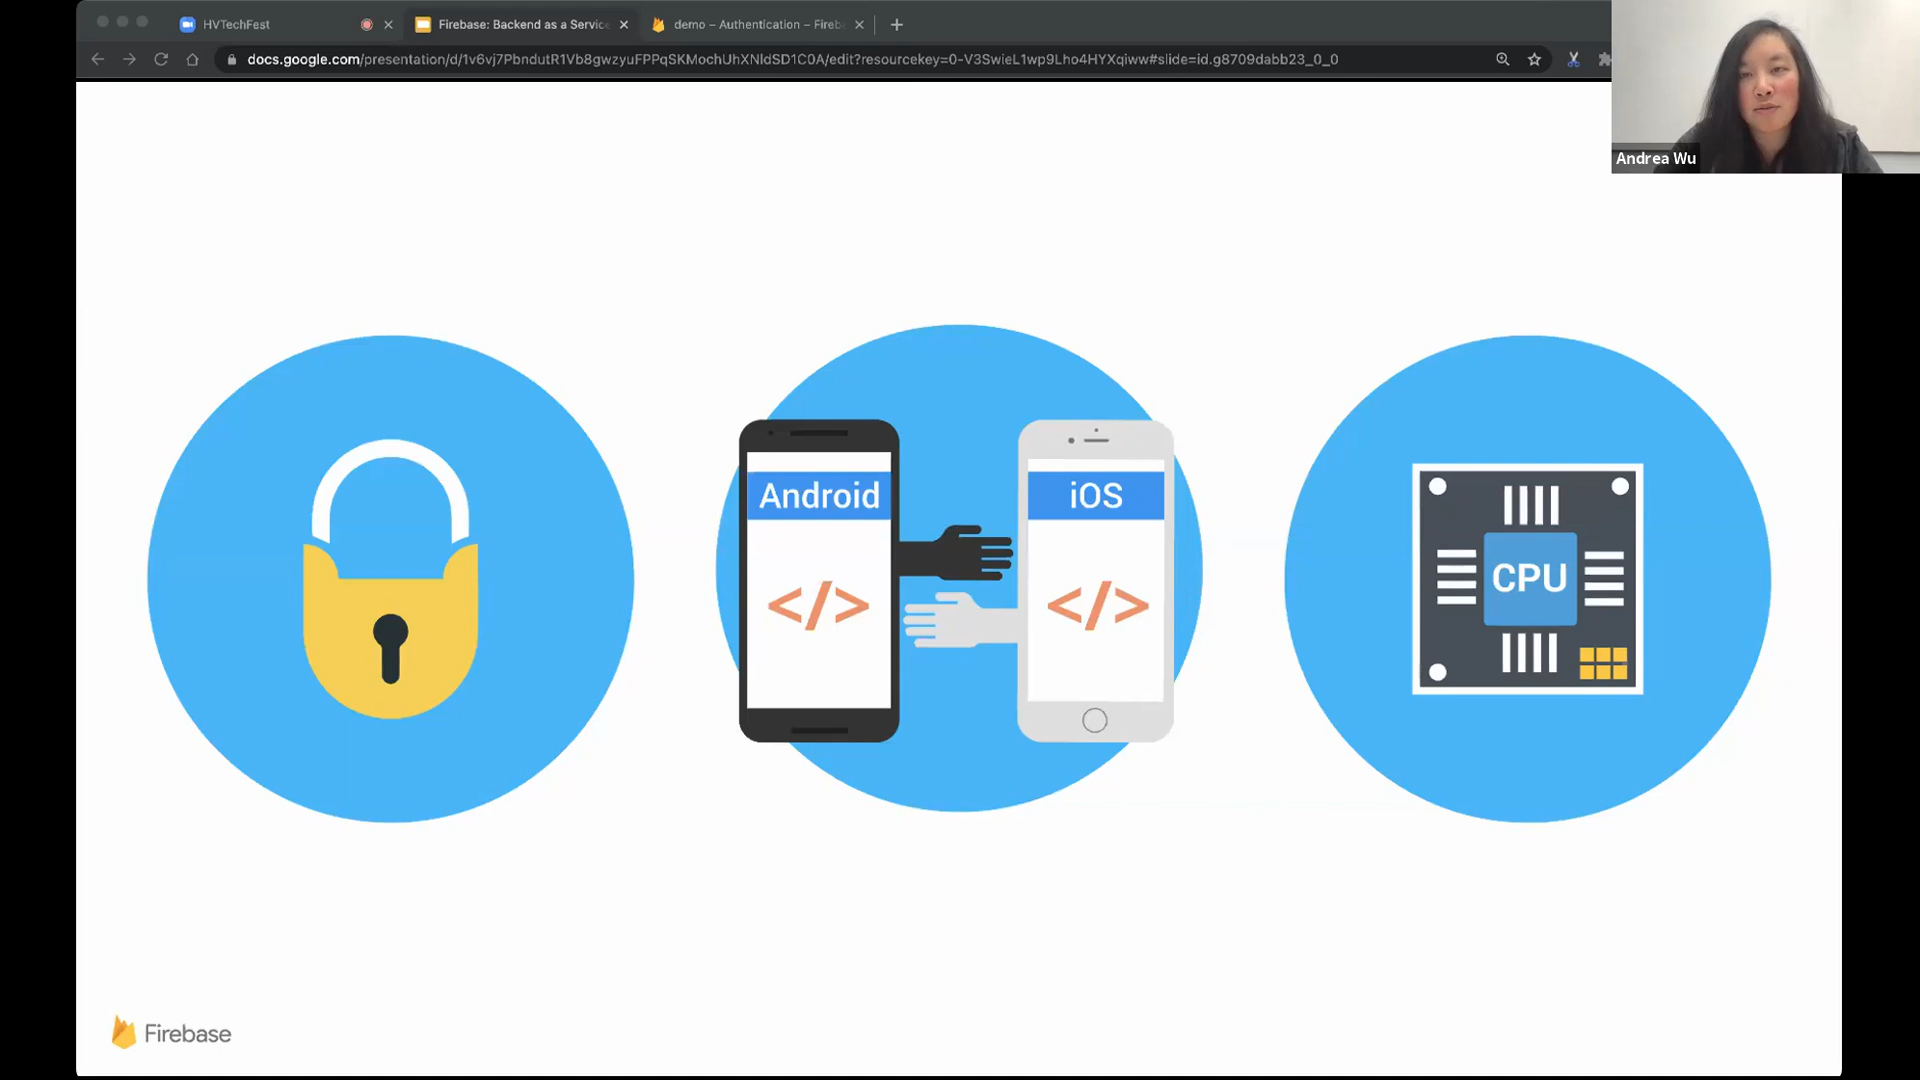 HVTechFest
Firebase: Backend as a Service
demo – Authentication – Fireb
docs.google.com/presentation/d/1v6vj7PbndutR1Vb8gwzyuFPPqSKMochUhXNldSD1C0A/edit?resourcekey=0-V3SwieL1wp9Lho4HYXqiww#slide=id.g8709dabb23_0_0
Andrea Wu
Android
iOS
</>
</>
CPU
Firebase